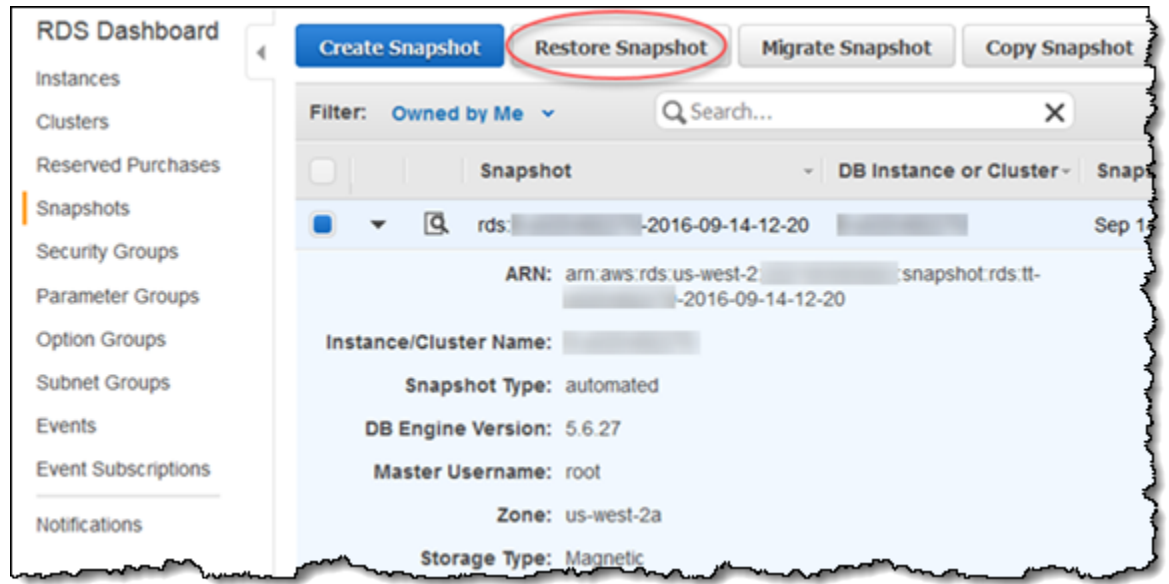 RDS Dashboard
Instances
Clusters
Reserved Purchases
Snapshots
Security Groups
Parameter Groups
Option Groups
Subnet Groups
Events
Event Subscriptions
Notifications
Create Snapshot Restore Snapshot Migrate Snapshot Copy Snapshot
Filter: Owned by Me Search...
Snapshot DB Instance or Cluster
rds: -2016-09-14-12-20 Sep
ARN: arn:aws:rds:us-west-2: :snapshot:rds:tt-
-2016-09-14-12-20
Instance/Cluster Name:
Snapshot Type: automated
DB Engine Version: 5.6.27
Master Username: root
Zone: us-west-2a
Storage Type: Magnetic